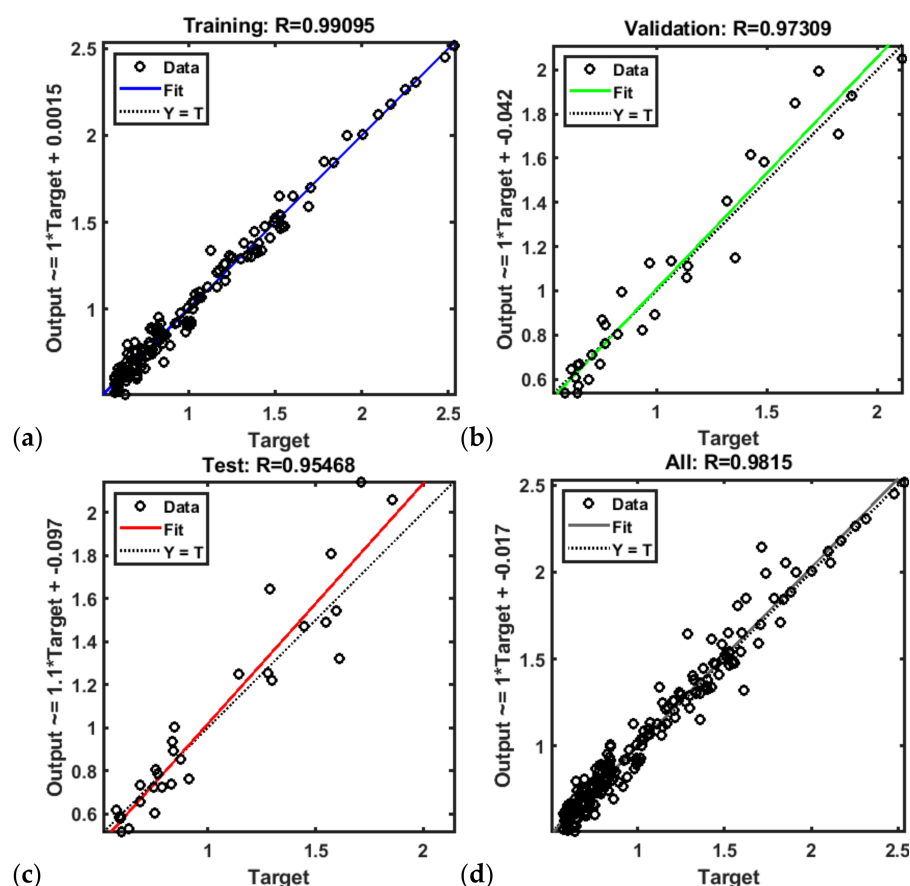 Training: R=0.99095
Data
Fit
Y = T
2.5
2
1.5
1
Output ~= 1*Target + 0.0015
1
1.5
2
2.5
Target
(a)
Validation: R=0.97309
Data
Fit
Y = T
2
1.8
1.6
1.4
1.2
1
0.8
0.6
Output ~= 1*Target + -0.042
1
1.5
2
Target
(b)
Test: R=0.95468
Data
Fit
Y = T
2
1.8
1.6
1.4
1.2
1
0.8
0.6
Output ~= 1.1*Target + -0.097
1
1.5
2
Target
(c)
All: R=0.9815
Data
Fit
Y = T
2.5
2
1.5
1
Output ~= 1*Target + -0.017
1
1.5
2
2.5
Target
(d)